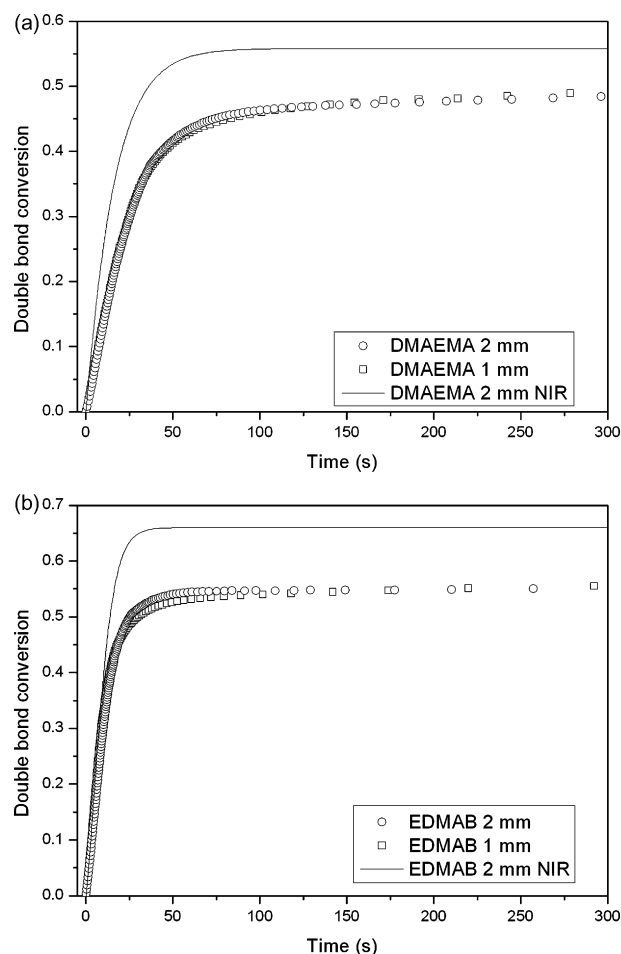 (a)
0.6
0.5
0.4
0.3
0.2
0.1
0.0
Double bond conversion
DMAEMA 2 mm
DMAEMA 1 mm
DMAEMA 2 mm NIR
0 50 100 150 200 250 300
Time (s)
(b)
0.7
0.6
0.5
0.4
0.3
0.2
0.1
0.0
Double bond conversion
EDMAB 2 mm
EDMAB 1 mm
EDMAB 2 mm NIR
0 50 100 150 200 250 300
Time (s)